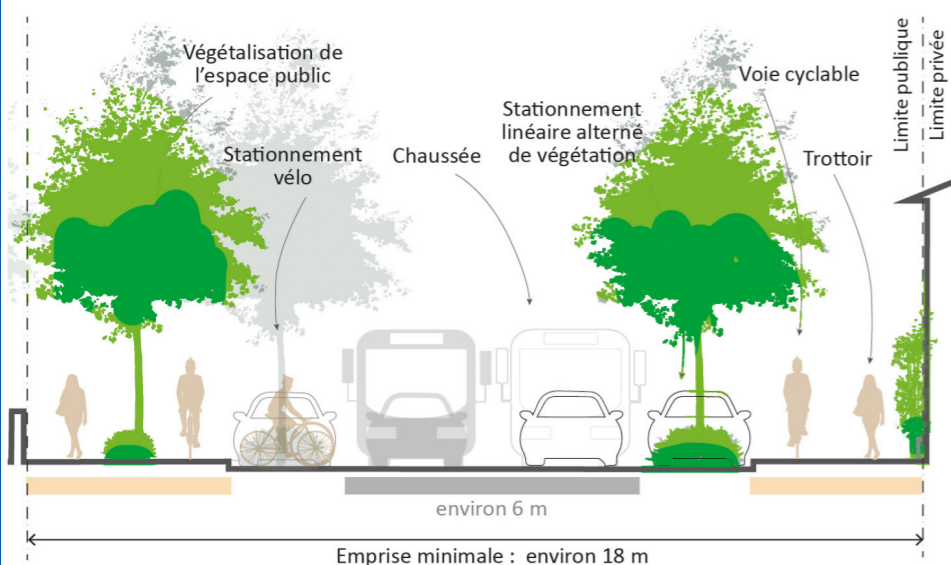 Végétalisation de
l'espace public
Stationnement
vélo
Chaussée
Stationnement
linéaire alterné
de végétation
Voie cyclable
Trottoir
Limite publique
Limite privée
environ 6 m
Emprise minimale : environ 18 m